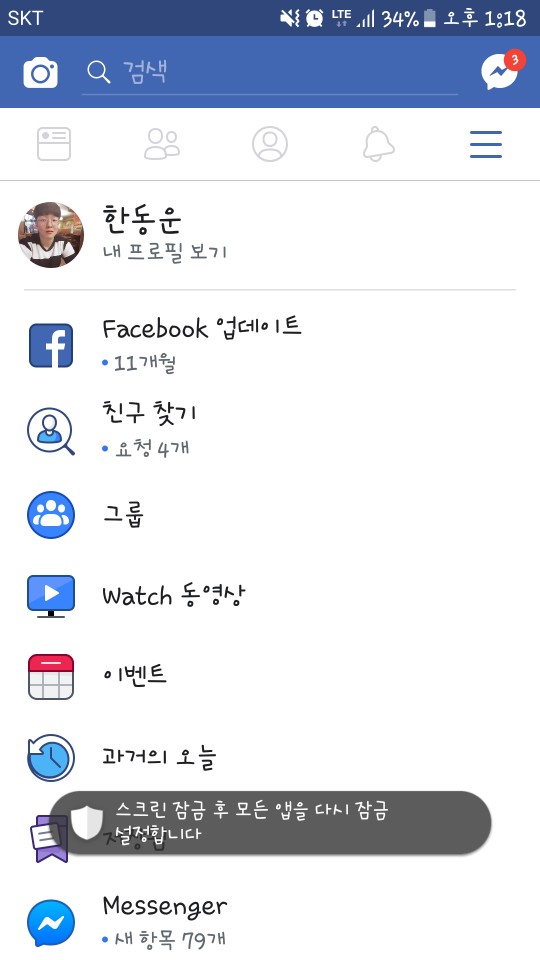 SKT
LTE
34%
오후 1:18
검색
3
한동운
내 프로필 보기
Facebook 업데이트
• 11개월
친구 찾기
• 요청 4개
그룹
Watch 동영상
이벤트
과거의 오늘
스크린 잠금 후 모든 앱을 다시 잠금
설정합니다
Messenger
• 새 항목 79개